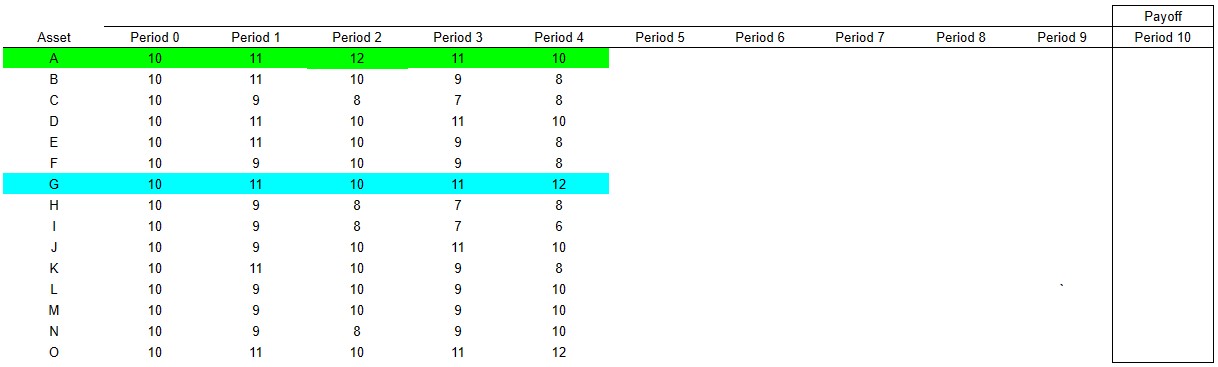 Payoff
Asset Period 0 Period 1 Period 2 Period 3 Period 4 Period 5 Period 6 Period 7 Period 8 Period 9 Period 10
A 10 11 12 11 10
B 10 11 10 9 8
C 10 9 8 7 8
D 10 11 10 11 10
E 10 11 10 9 8
F 10 9 10 9 8
G 10 11 10 11 12
H 10 9 8 7 8
I 10 9 8 7 6
J 10 9 10 11 10
K 10 11 10 9 8
L 10 9 10 9 10 `
M 10 9 10 9 10
N 10 9 8 9 10
O 10 11 10 11 12